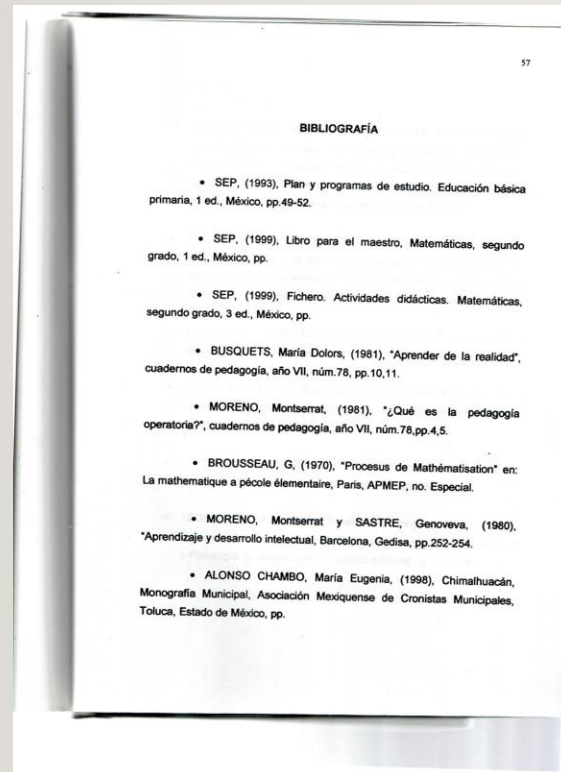 57
BIBLIOGRAFÍA
• SEP, (1993), Plan y programas de estudio. Educación básica
primaria, 1 ed., México, pp.49-52.
• SEP, (1999), Libro para el maestro, Matemáticas, segundo
grado, 1 ed., México, pp.
• SEP, (1999), Fichero. Actividades didácticas. Matemáticas,
segundo grado, 3 ed., México, pp.
• BUSQUETS, María Dolors, (1981), "Aprender de la realidad",
cuadernos de pedagogía, año VII, núm.78, pp.10,11.
• MORENO, Montserrat, (1981), "¿Qué es la pedagogía
operatoria?", cuadernos de pedagogía, año VII, núm.78,pp.4,5.
• BROUSSEAU, G, (1970), "Procesus de Mathématisation" en:
La mathematique a pécole élementaire, Paris, APMEP, no. Especial.
• MORENO, Montserrat y SASTRE, Genoveva, (1980),
"Aprendizaje y desarrollo intelectual, Barcelona, Gedisa, pp.252-254.
• ALONSO CHAMBO, María Eugenia, (1998), Chimalhuacán,
Monografía Municipal, Asociación Mexiquense de Cronistas Municipales,
Toluca, Estado de México, pp.